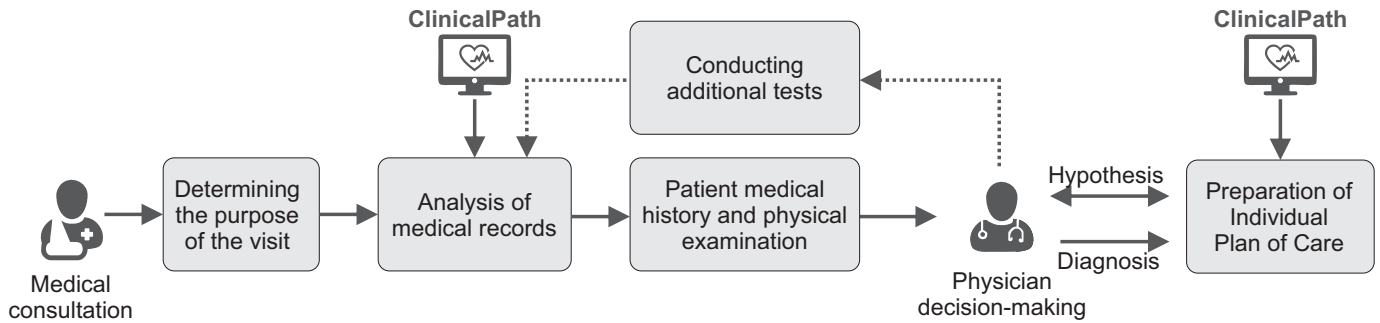 ClinicalPath
ClinicalPath
Conducting
additional tests
Determining
the purpose
of the visit
Analysis of
medical records
Patient medical
history and physical
examination
Hypothesis
Diagnosis
Preparation of
Individual
Plan of Care
Medical
consultation
Physician
decision-making